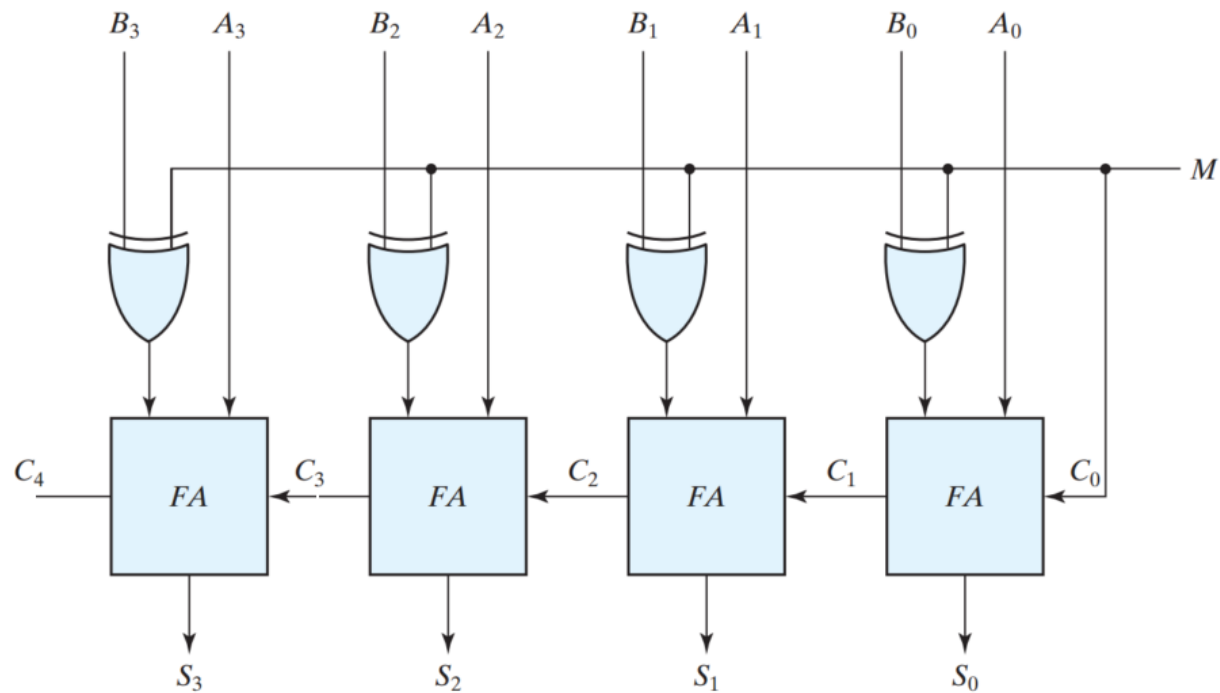 B₃ A₃ B₂ A₂ B₁ A₁ B₀ A₀
M
C₄ FA C₃ FA C₂ FA C₁ FA C₀
S₃ S₂ S₁ S₀